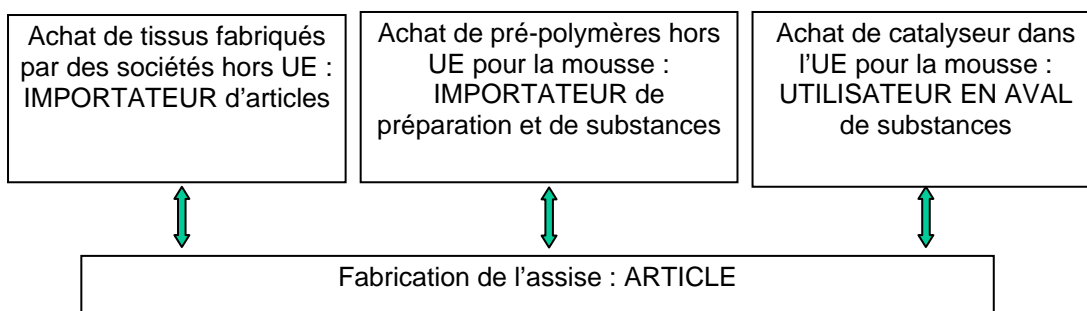 Achat de tissus fabriqués
par des sociétés hors UE :
IMPORTATEUR d’articles
Achat de pré-polymères hors
UE pour la mousse :
IMPORTATEUR de
préparation et de substances
Achat de catalyseur dans
l’UE pour la mousse :
UTILISATEUR EN AVAL
de substances
Fabrication de l’assise : ARTICLE